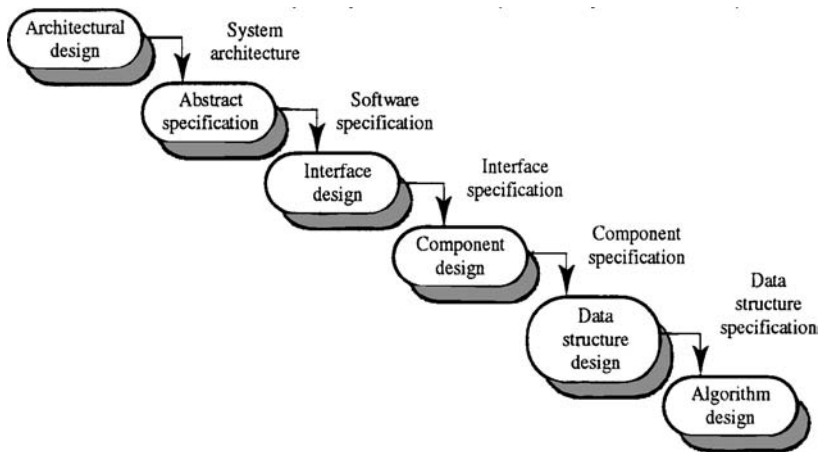 Architectural
design
System
architecture
Abstract
specification
Software
specification
Interface
design
Interface
specification
Component
design
Component
specification
Data
structure
design
Data
structure
specification
Algorithm
design